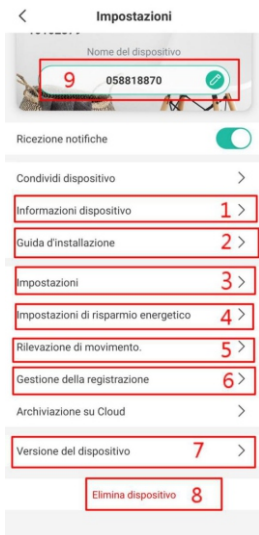 Impostazioni
Nome del dispositivo
9 058818870
Ricezione notifiche
Condividi dispositivo
Informazioni dispositivo 1
Guida d'installazione 2
Impostazioni 3
Impostazioni di risparmio energetico 4
Rilevazione di movimento. 5
Gestione della registrazione 6
Archiviazione su Cloud
Versione del dispositivo 7
Elimina dispositivo 8